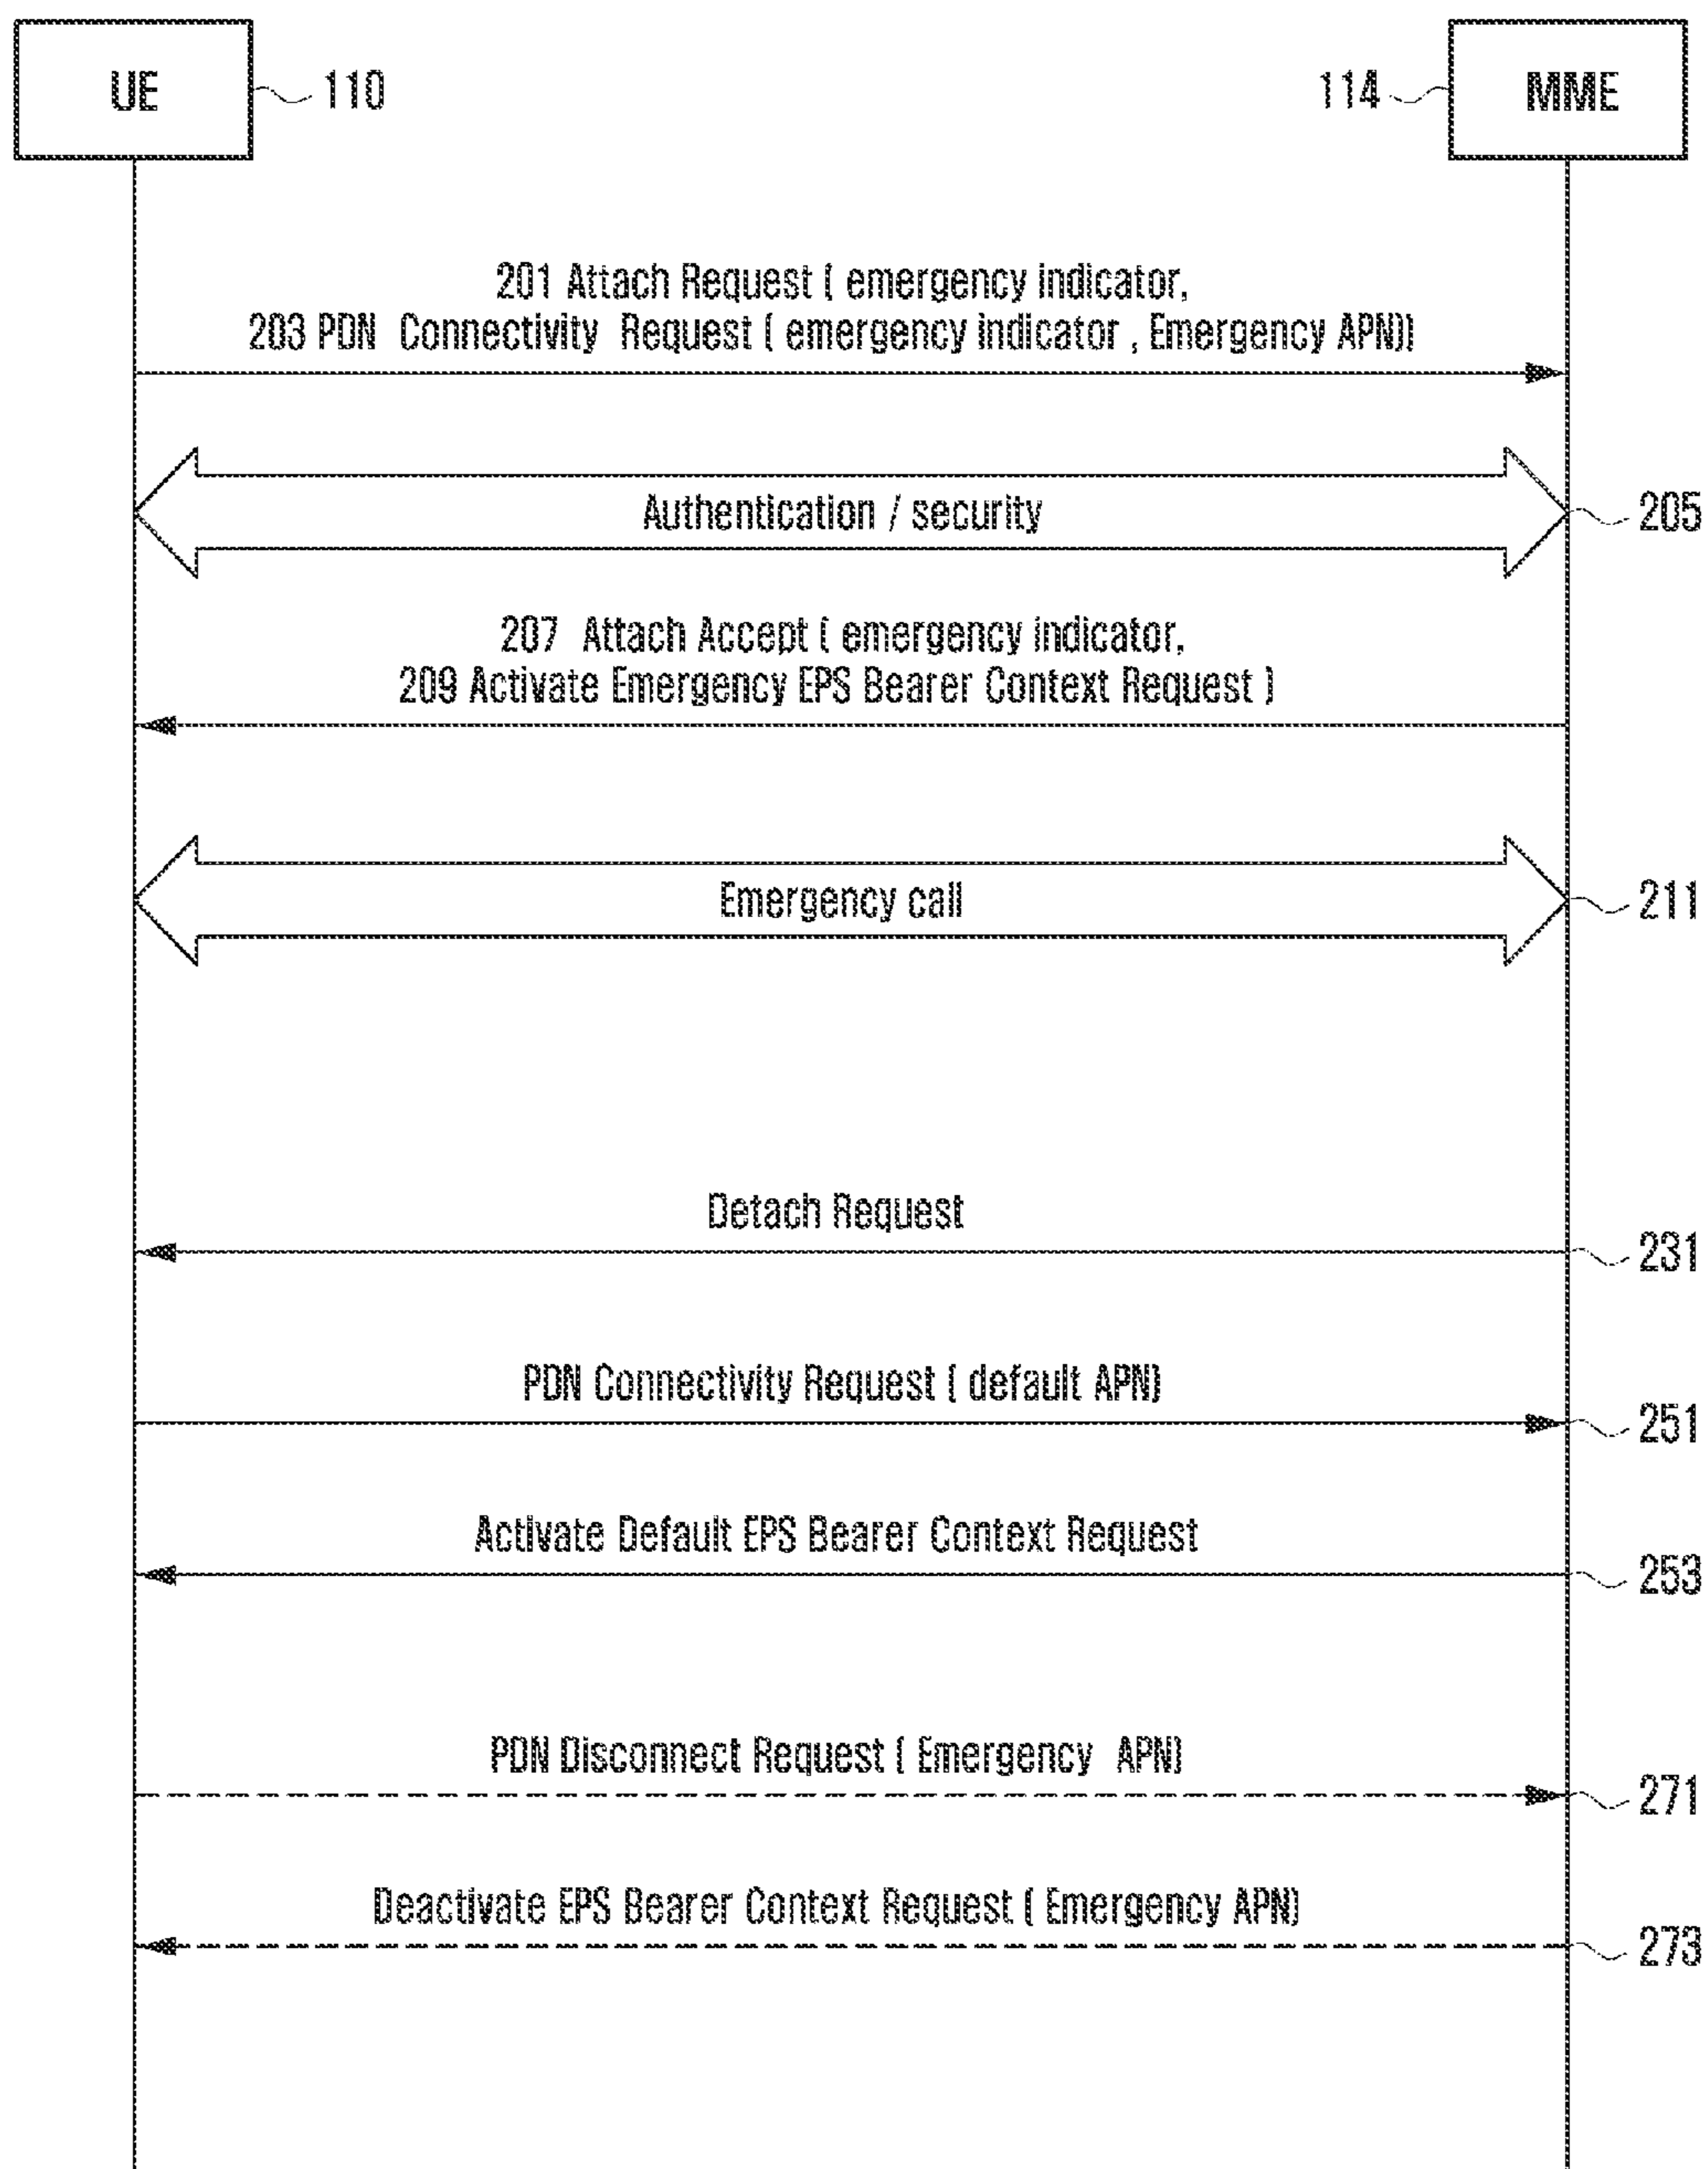 UE
110
114
MME
201 Attach Request ( emergency indicator,
203 PDN Connectivity Request ( emergency indicator , Emergency APN))
Authentication / security
205
207 Attach Accept ( emergency indicator,
209 Activate Emergency EPS Bearer Context Request )
Emergency call
211
Detach Request
231
PDN Connectivity Request ( default APN)
251
Activate Default EPS Bearer Context Request
253
PDN Disconnect Request ( Emergency APN)
271
Deactivate EPS Bearer Context Request ( Emergency APN)
273